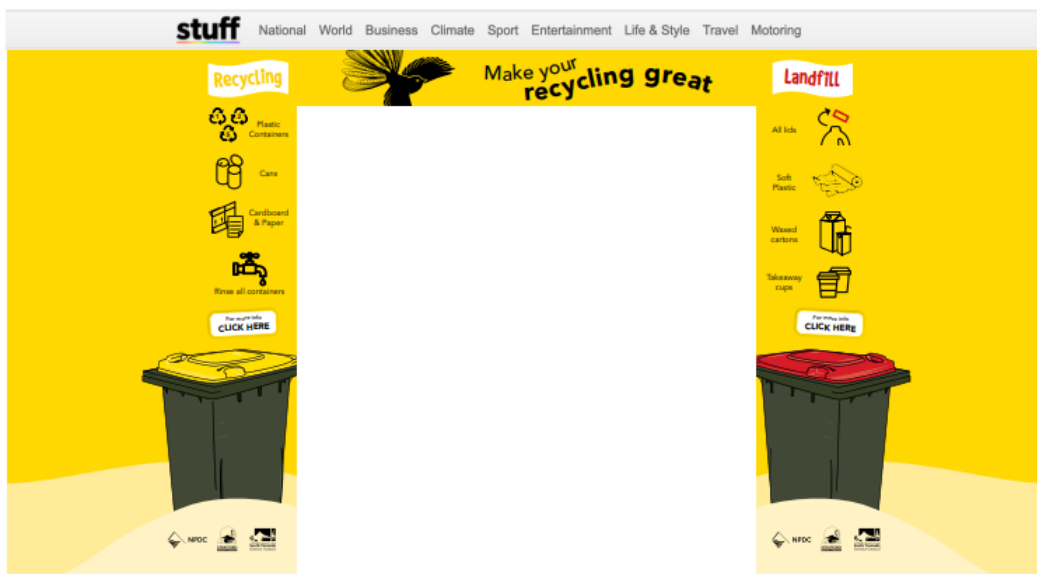 stuff National World Business Climate Sport Entertainment Life & Style Travel Motoring
Make your
recycling great
Recycling
Plastic
Containers
Cans
Cardboard
& Paper
Rinse all containers
For more info
CLICK HERE
NPDC
Landfill
All lids
Soft
Plastic
Waxed
cartons
Takeaway
cups
For more info
CLICK HERE
NPDC